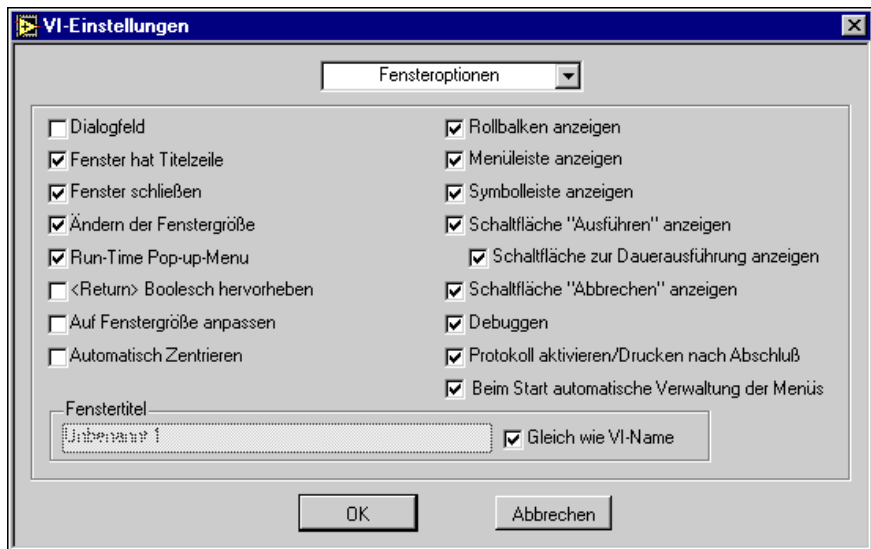 VI-Einstellungen
Fensteroptionen
Dialogfeld
Fenster hat Titelzeile
Fenster schließen
Ändern der Fenstergröße
Run-Time Pop-up-Menu
<Return> Boolesch hervorheben
Auf Fenstergröße anpassen
Automatisch Zentrieren
Rollbalken anzeigen
Menüleiste anzeigen
Symbolleiste anzeigen
Schaltfläche "Ausführen" anzeigen
Schaltfläche zur Dauerausführung anzeigen
Schaltfläche "Abbrechen" anzeigen
Debuggen
Protokoll aktivieren/Drucken nach Abschluß
Beim Start automatische Verwaltung der Menüs
Fenstertitel
Unbenannt 1
Gleich wie VI-Name
OK
Abbrechen